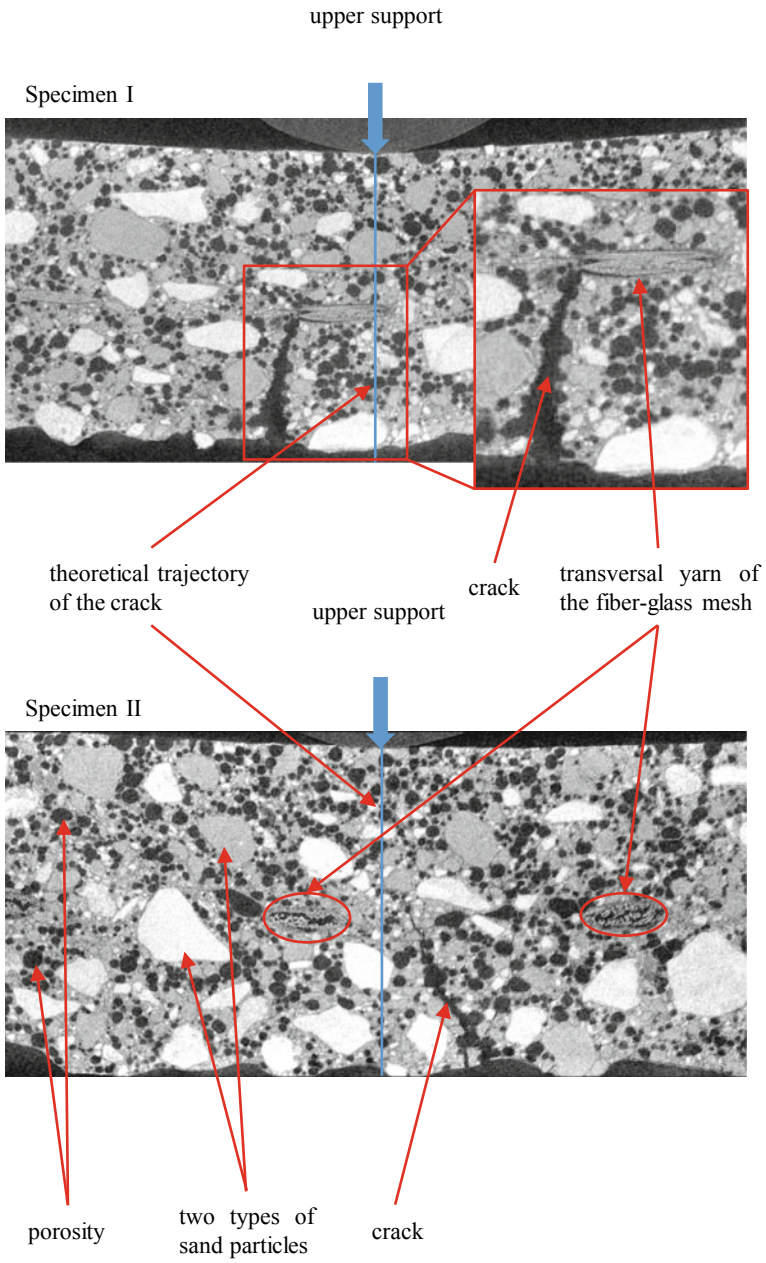 upper support
Specimen I
theoretical trajectory
of the crack
crack
transversal yarn of
the fiber-glass mesh
upper support
Specimen II
porosity
two types of
sand particles
crack